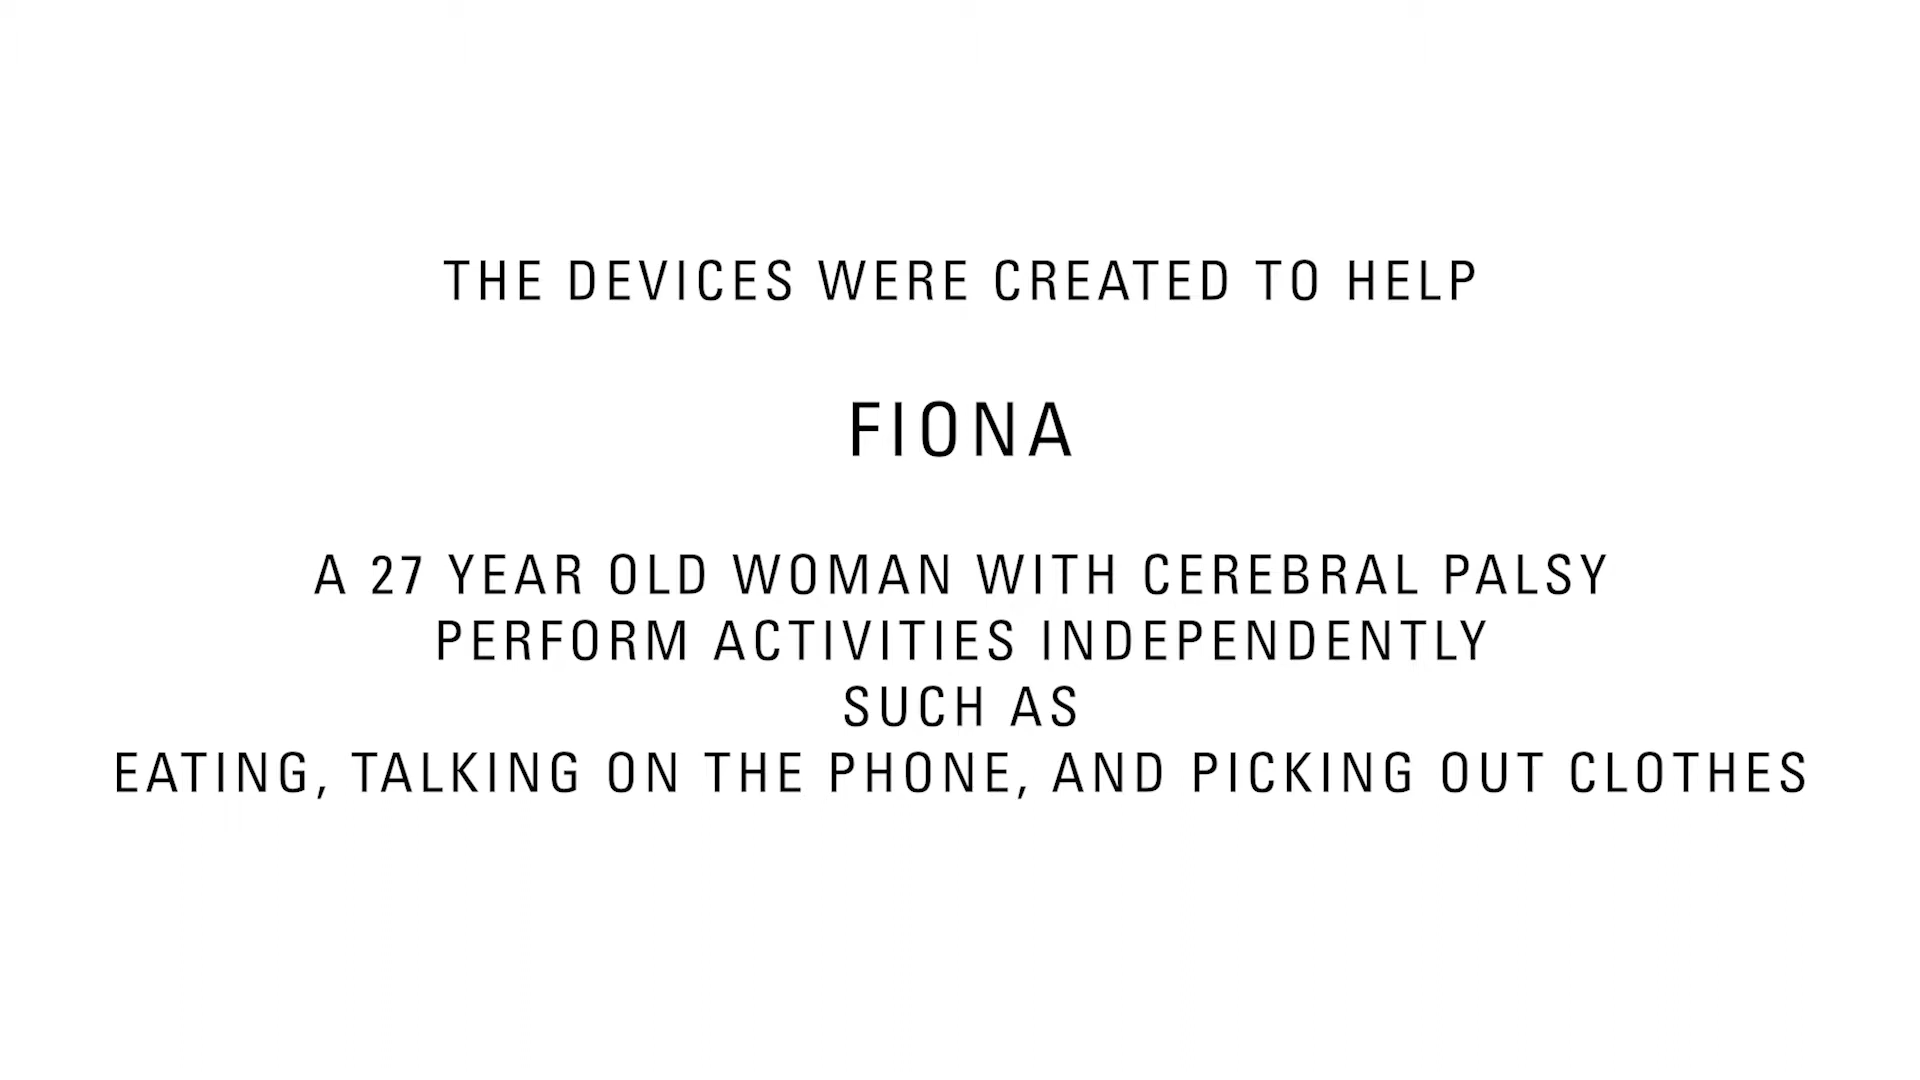 THE DEVICES WERE CREATED TO HELP
FIONA
A 27 YEAR OLD WOMAN WITH CEREBRAL PALSY
PERFORM ACTIVITIES INDEPENDENTLY
SUCH AS
EATING, TALKING ON THE PHONE, AND PICKING OUT CLOTHES